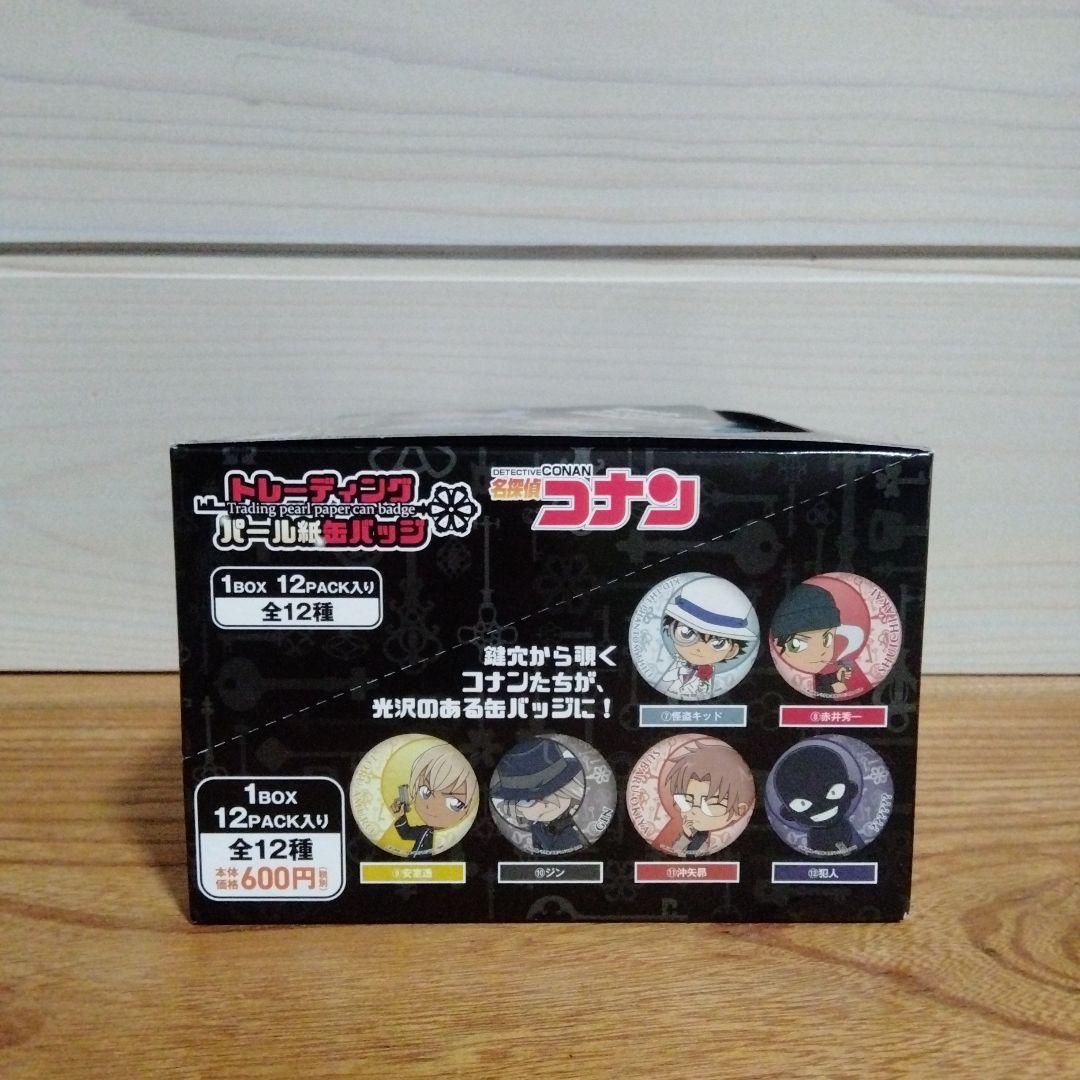 トレーディング
Trading pearl paper can badge
パール紙缶バッジ
DETECTIVE CONAN
名探偵
コナン
1BOX 12PACK入り
全12種
鍵穴から覗く
コナンたちが、
光沢のある缶バッジに!
⑦怪盗キッド
⑧赤井秀一
GIN
SUBARU OKIYA
⑨安室透
⑩ジン
⑪沖矢昴
⑫犯人
1BOX
12PACK入り
全12種
本体
価格600円(税別)